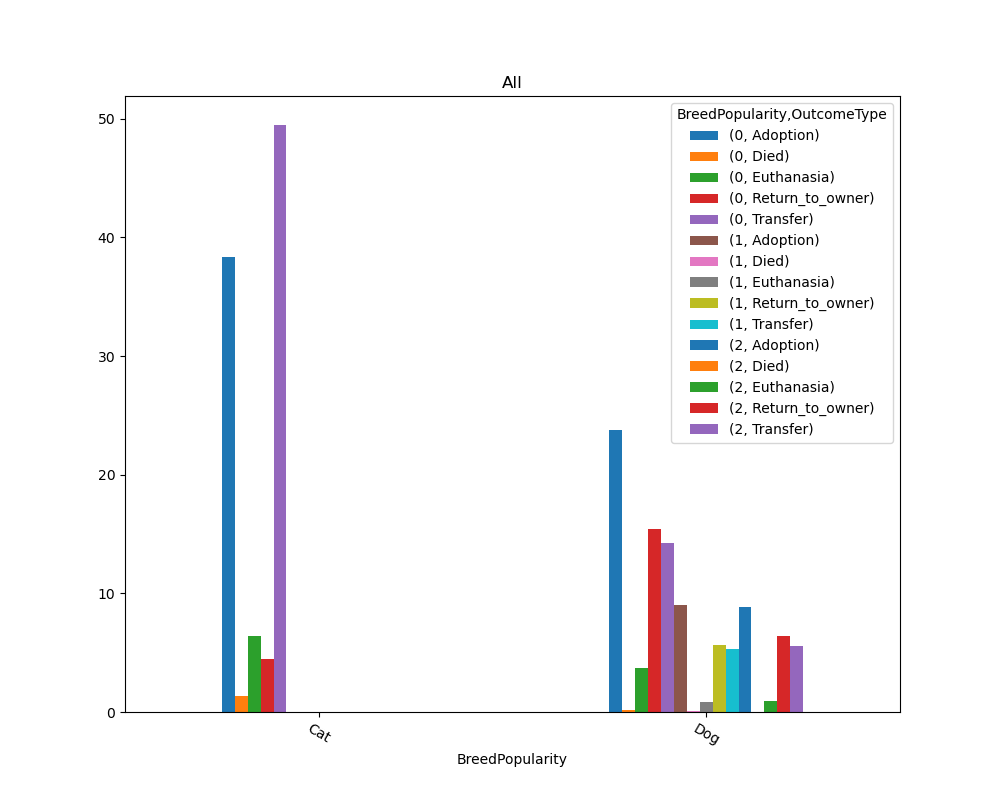 All
BreedPopularity,OutcomeType
(0, Adoption)
(0, Died)
(0, Euthanasia)
(0, Return_to_owner)
(0, Transfer)
(1, Adoption)
(1, Died)
(1, Euthanasia)
(1, Return_to_owner)
(1, Transfer)
(2, Adoption)
(2, Died)
(2, Euthanasia)
(2, Return_to_owner)
(2, Transfer)
50
40
30
20
10
0
Cat
Dog
BreedPopularity